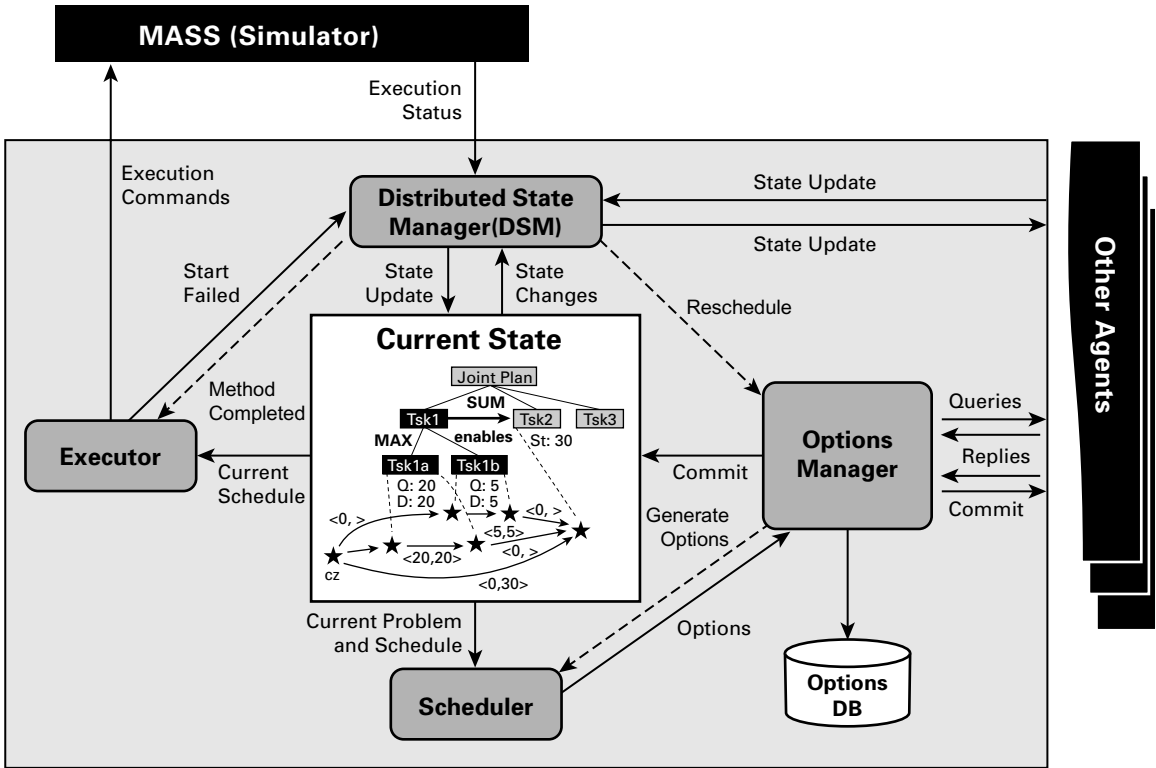 MASS (Simulator)
Execution
Status
Execution
Commands
Distributed State
Manager(DSM)
State Update
State Update
Start
Failed
State
Update
State
Changes
Reschedule
Other Agents
Current State
Joint Plan
SUM
Tsk1
Tsk2
Tsk3
MAX
enables
St: 30
Tsk1a
Tsk1b
Q: 20
D: 20
Q: 5
D: 5
<0, >
<5,5>
<0, >
<20,20>
<0, >
cz
<0,30>
Method
Completed
Executor
Current
Schedule
Commit
Options
Manager
Queries
Replies
Commit
Generate
Options
Current Problem
and Schedule
Options
Scheduler
Options
DB